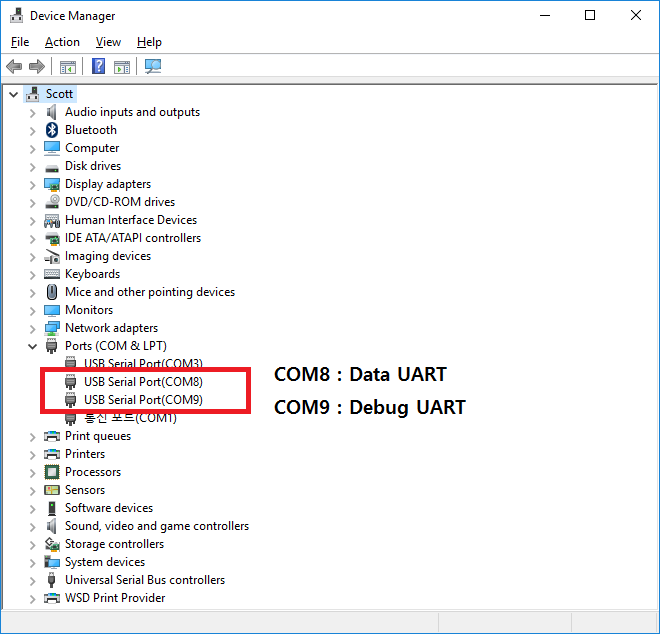 Device Manager
File Action View Help
Scott
Audio inputs and outputs
Bluetooth
Computer
Disk drives
Display adapters
DVD/CD-ROM drives
Human Interface Devices
IDE ATA/ATAPI controllers
Imaging devices
Keyboards
Mice and other pointing devices
Monitors
Network adapters
Ports (COM & LPT)
USB Serial Port(COM3)
USB Serial Port(COM8)
USB Serial Port(COM9)
통신 포트(COM1)
COM8 : Data UART
COM9 : Debug UART
Print queues
Printers
Processors
Sensors
Software devices
Sound, video and game controllers
Storage controllers
System devices
Universal Serial Bus controllers
WSD Print Provider